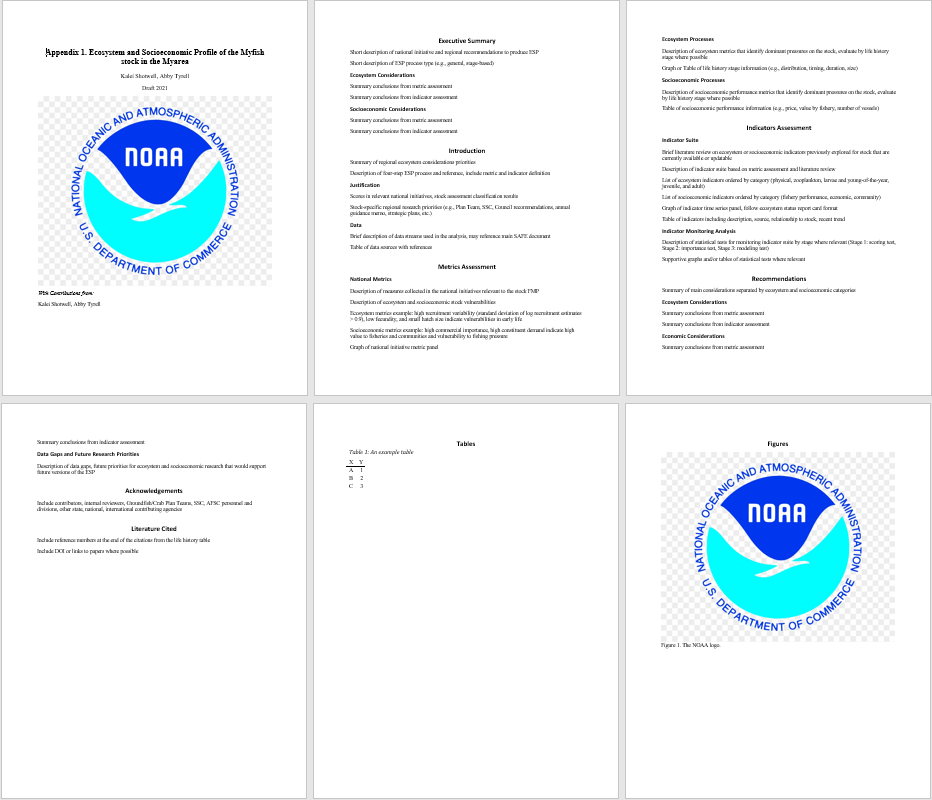 Appendix 1. Ecosystem and Socioeconomic Profile of the Myfish
stock in the Myarea
Kalei Shotwell, Abby Tyrell
Draft 2021
NATIONAL OCEANIC AND ATMOSPHERIC ADMINISTRATION
NOAA
U.S. DEPARTMENT OF COMMERCE
With Contributions from:
Kalei Shotwell, Abby Tyrell
Executive Summary
Short description of national initiative and regional recommendations to produce ESP
Short description of ESP process type (e.g., general, stage-based)
Ecosystem Considerations
Summary conclusions from metric assessment
Summary conclusions from indicator assessment
Socioeconomic Considerations
Summary conclusions from metric assessment
Summary conclusions from indicator assessment
Introduction
Summary of regional ecosystem considerations priorities
Description of four-step ESP process and reference, include metric and indicator definition
Justification
Scores in relevant national initiatives, stock assessment classification results
Stock-specific regional research priorities (e.g., Plan Team, SSC, Council recommendations, annual
guidance memo, strategic plans, etc.)
Data
Brief description of data streams used in the analysis, may reference main SAFE document
Table of data sources with references
Metrics Assessment
National Metrics
Description of measures collected in the national initiatives relevant to the stock FMP
Description of ecosystem and socioeconomic stock vulnerabilities
Ecosystem metrics example: high recruitment variability (standard deviation of log recruitment estimates
> 0.9), low fecundity, and small hatch size indicate vulnerabilities in early life
Socioeconomic metrics example: high commercial importance, high constituent demand indicate high
value to fisheries and communities and vulnerability to fishing pressure
Graph of national initiative metric panel
Ecosystem Processes
Description of ecosystem metrics that identify dominant pressures on the stock, evaluate by life history
stage where possible
Graph or Table of life history stage information (e.g., distribution, timing, duration, size)
Socioeconomic Processes
Description of socioeconomic performance metrics that identify dominant pressures on the stock, evaluate
by life history stage where possible
Table of socioeconomic performance information (e.g., price, value by fishery, number of vessels)
Indicators Assessment
Indicator Suite
Brief literature review on ecosystem or socioeconomic indicators previously explored for stock that are
currently available or updatable
Description of indicator suite based on metric assessment and literature review
List of ecosystem indicators ordered by category (physical, zooplankton, larvae and young-of-the-year,
juvenile, and adult)
List of socioeconomic indicators ordered by category (fishery performance, economic, community)
Graph of indicator time series panel, follow ecosystem status report card format
Table of indicators including description, source, relationship to stock, recent trend
Indicator Monitoring Analysis
Description of statistical tests for monitoring indicator suite by stage where relevant (Stage 1: scoring test,
Stage 2: importance test, Stage 3: modeling test)
Supportive graphs and/or tables of statistical tests where relevant
Recommendations
Summary of main considerations separated by ecosystem and socioeconomic categories
Ecosystem Considerations
Summary conclusions from metric assessment
Summary conclusions from indicator assessment
Economic Considerations
Summary conclusions from metric assessment
Summary conclusions from indicator assessment
Data Gaps and Future Research Priorities
Description of data gaps, future priorities for ecosystem and socioeconomic research that would support
future versions of the ESP
Acknowledgements
Include contributors, internal reviewers, Groundfish/Crab Plan Teams, SSC, AFSC personnel and
divisions, other state, national, international contributing agencies
Literature Cited
Include reference numbers at the end of the citations from the life history table
Include DOI or links to papers where possible
Tables
Table 1: An example table
X Y
A 1
B 2
C 3
Figures
NATIONAL OCEANIC AND ATMOSPHERIC ADMINISTRATION
NOAA
U.S. DEPARTMENT OF COMMERCE
Figure 1. The NOAA logo.